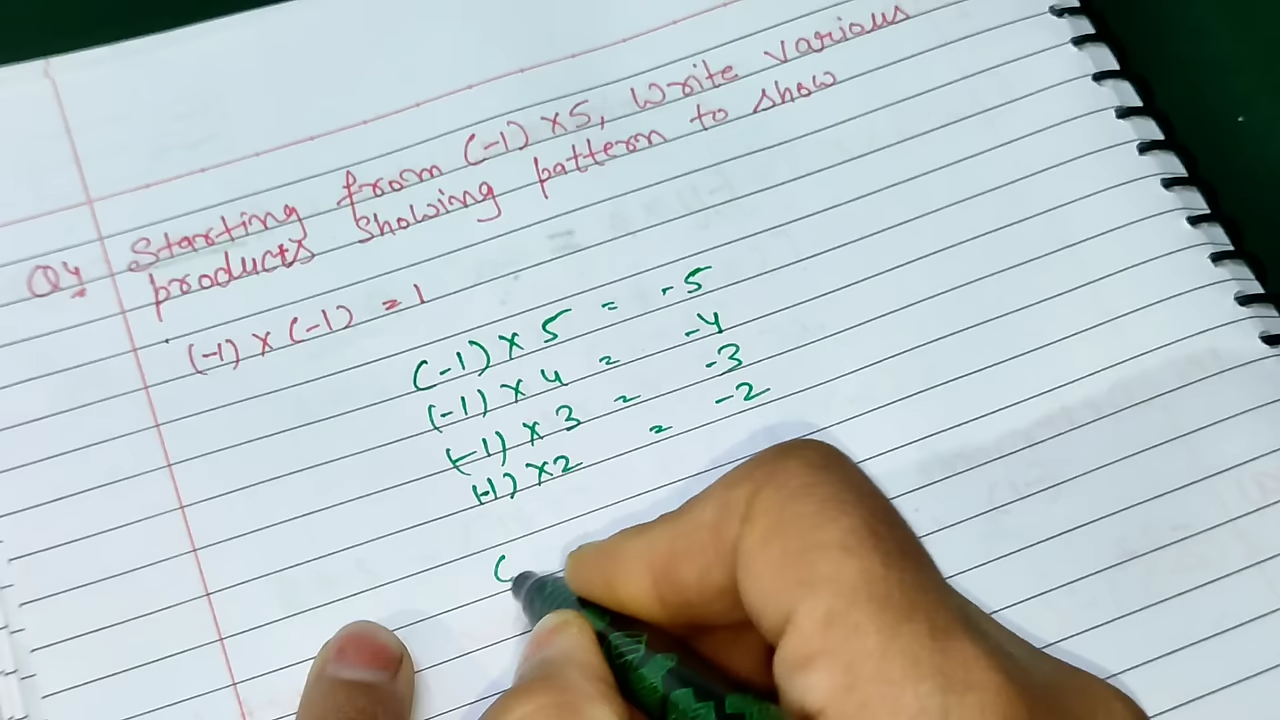 Q4 Starting from (-1) × 5, Write various
products showing pattern to show
(-1) × (-1) = 1
(-1) × 5 = -5
(-1) × 4 = -4
(-1) × 3 = -3
(-1) × 2 = -2
(